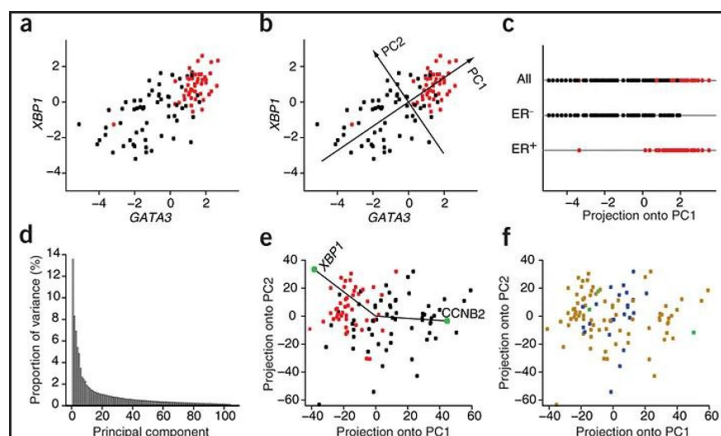 a
XBP1
2
0
−2
−4
−4 −2 0 2
GATA3
b
PC2
PC1
XBP1
2
0
−2
−4
−4 −2 0 2
GATA3
c
All
ER−
ER+
−4 −2 0 2
Projection onto PC1
d
Proportion of variance (%)
14
12
10
8
6
4
2
0
0 20 40 60 80 100
Principal component
e
XBP1
CCNB2
Projection onto PC2
40
20
0
−20
−40
−60
−40 −20 0 20 40 60
Projection onto PC1
f
Projection onto PC2
40
20
0
−20
−40
−60
−40 −20 0 20 40 60
Projection onto PC1